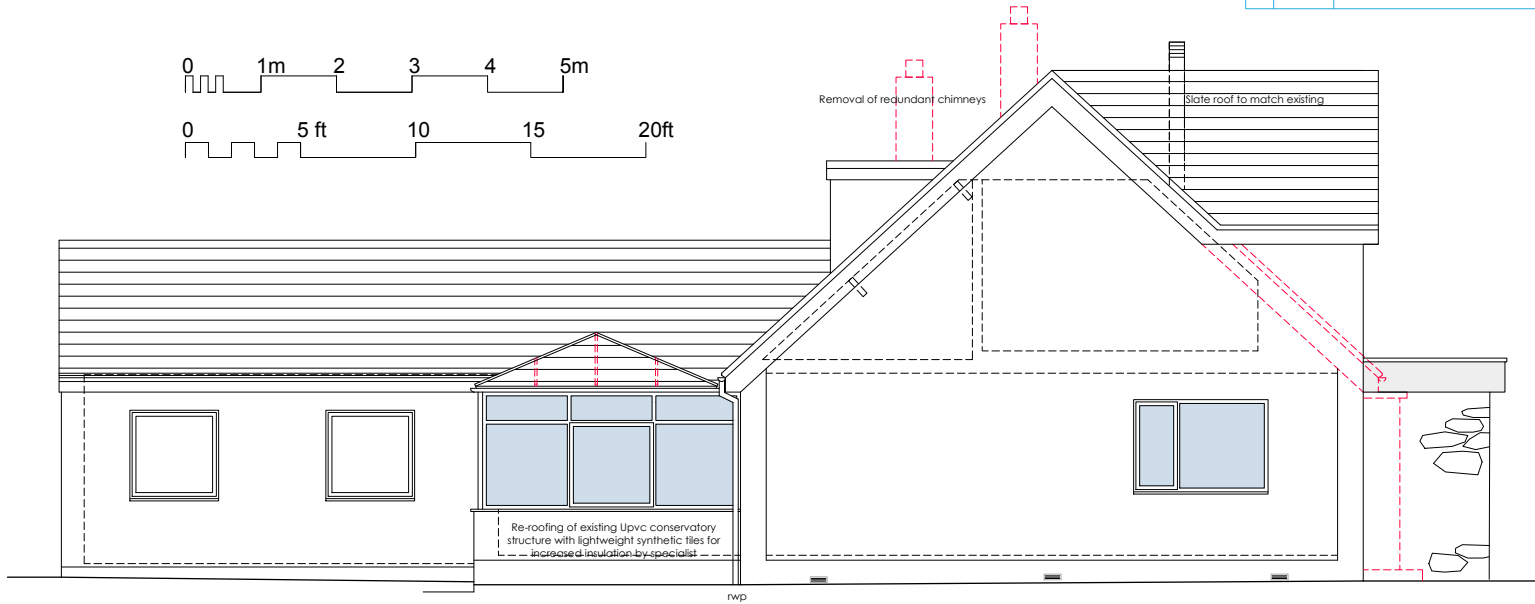 0 1m 2 3 4 5m
0 5 ft 10 15 20ft
Removal of redundant chimneys
Slate roof to match existing
Re-roofing of existing Upvc conservatory
structure with lightweight synthetic tiles for
increased insulation by specialist
rwp